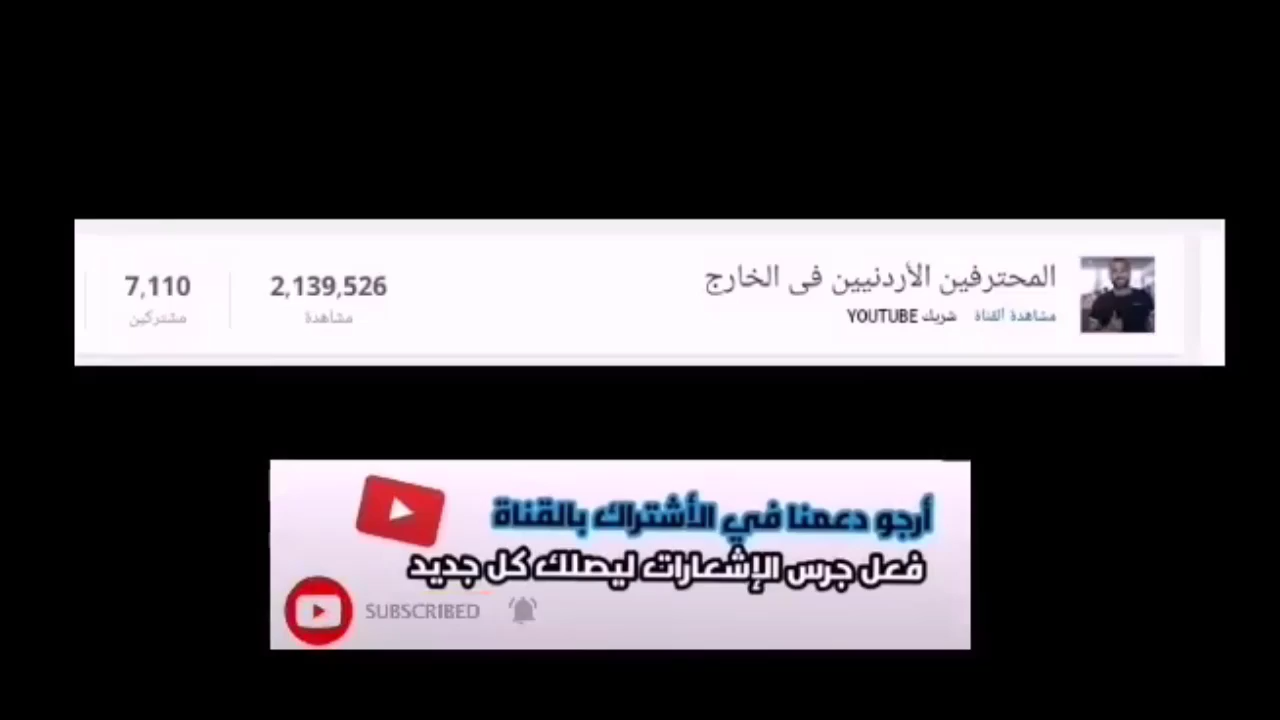 المحترفين الأردنيين فى الخارج
مشاهدة القناة شريك YOUTUBE
2,139,526
مشاهدة
7,110
مشتركين
أرجو دعمنا في الأشتراك بالقناة
فعل جرس الإشعارات ليصلك كل جديد
SUBSCRIBED